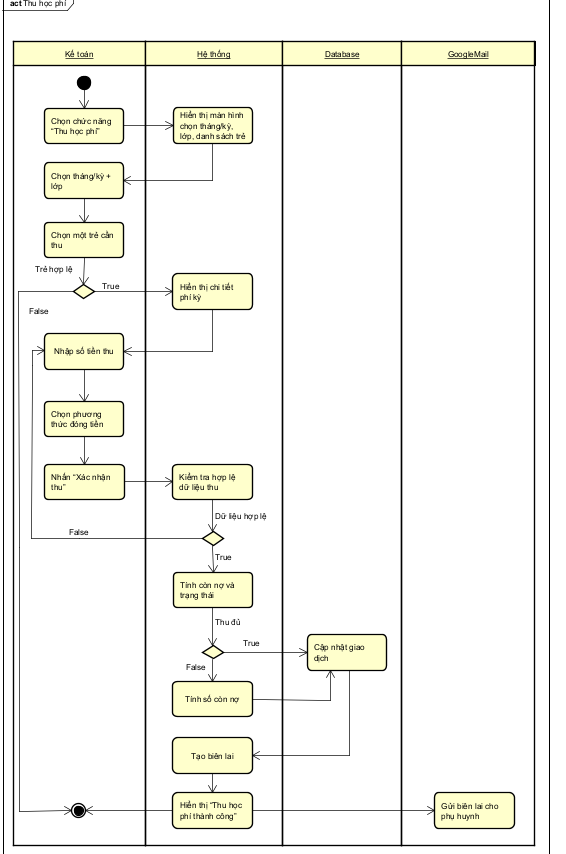 act Thu học phí
Kế toán
Hệ thống
Database
GoogleMail
Chọn chức năng
"Thu học phí"
Hiển thị màn hình
chọn tháng/kỳ,
lớp, danh sách trẻ
Chọn tháng/kỳ +
lớp
Chọn một trẻ cần
thu
Trẻ hợp lệ
True
Hiển thị chi tiết
phí kỳ
False
Nhập số tiền thu
Chọn phương
thức đóng tiền
Nhấn "Xác nhận
thu"
Kiểm tra hợp lệ
dữ liệu thu
Dữ liệu hợp lệ
False
True
Tính còn nợ và
trạng thái
Thu đủ
True
Cập nhật giao
dịch
False
Tính số còn nợ
Tạo biên lai
Hiển thị "Thu học
phí thành công"
Gửi biên lai cho
phụ huynh